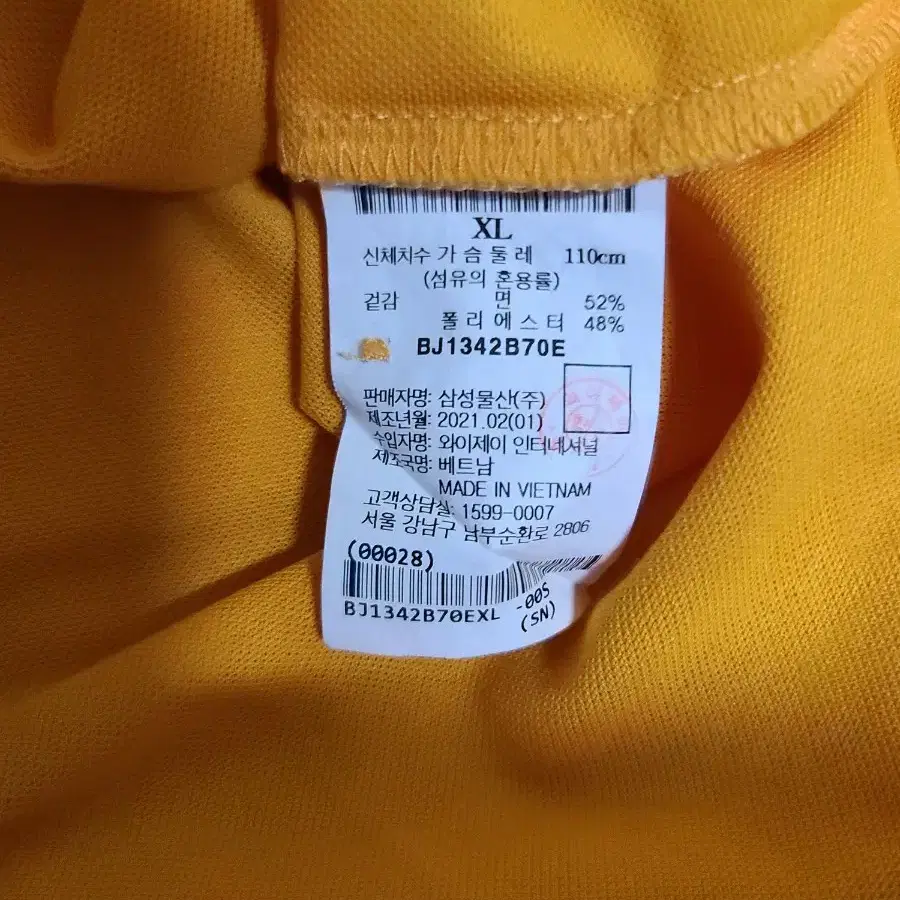 XL
신체치수 가 슴 둘 레 110cm
(섬유의 혼용률)
겉감 면 52%
폴 리 에 스 터 48%
BJ1342B70E
판매자명: 삼성물산(주)
제조년월: 2021.02(01)
수입자명: 와이제이 인터네셔널
제조국명: 베트남
MADE IN VIETNAM
고객상담실: 1599-0007
서울 강남구 남부순환로 2806
(00028)
BJ1342B70EXL -00S
(SN)